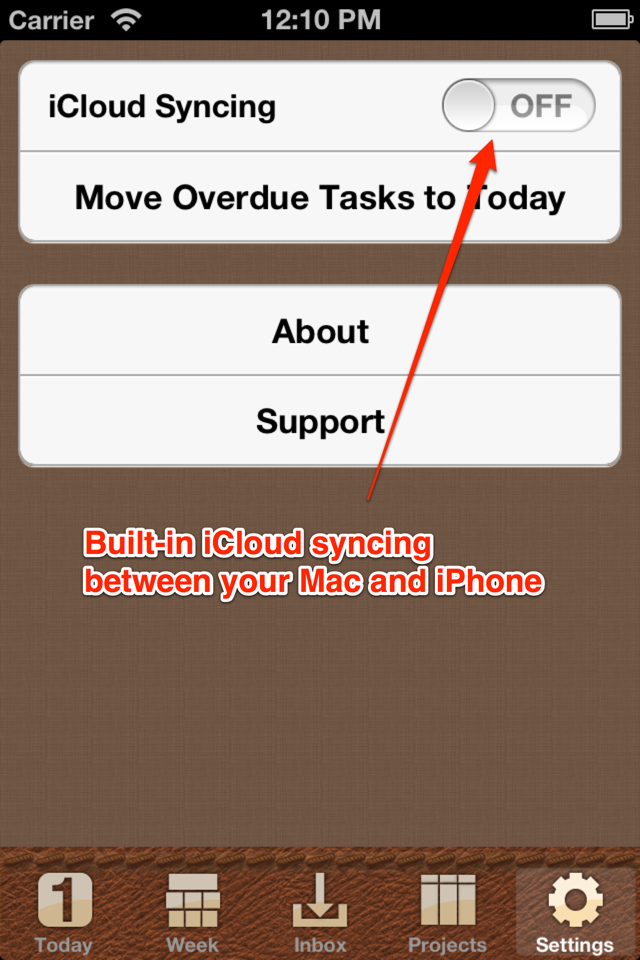 Carrier 12:10 PM
iCloud Syncing OFF
Move Overdue Tasks to Today
About
Support
Built-in iCloud syncing
between your Mac and iPhone
1
Today Week Inbox Projects Settings